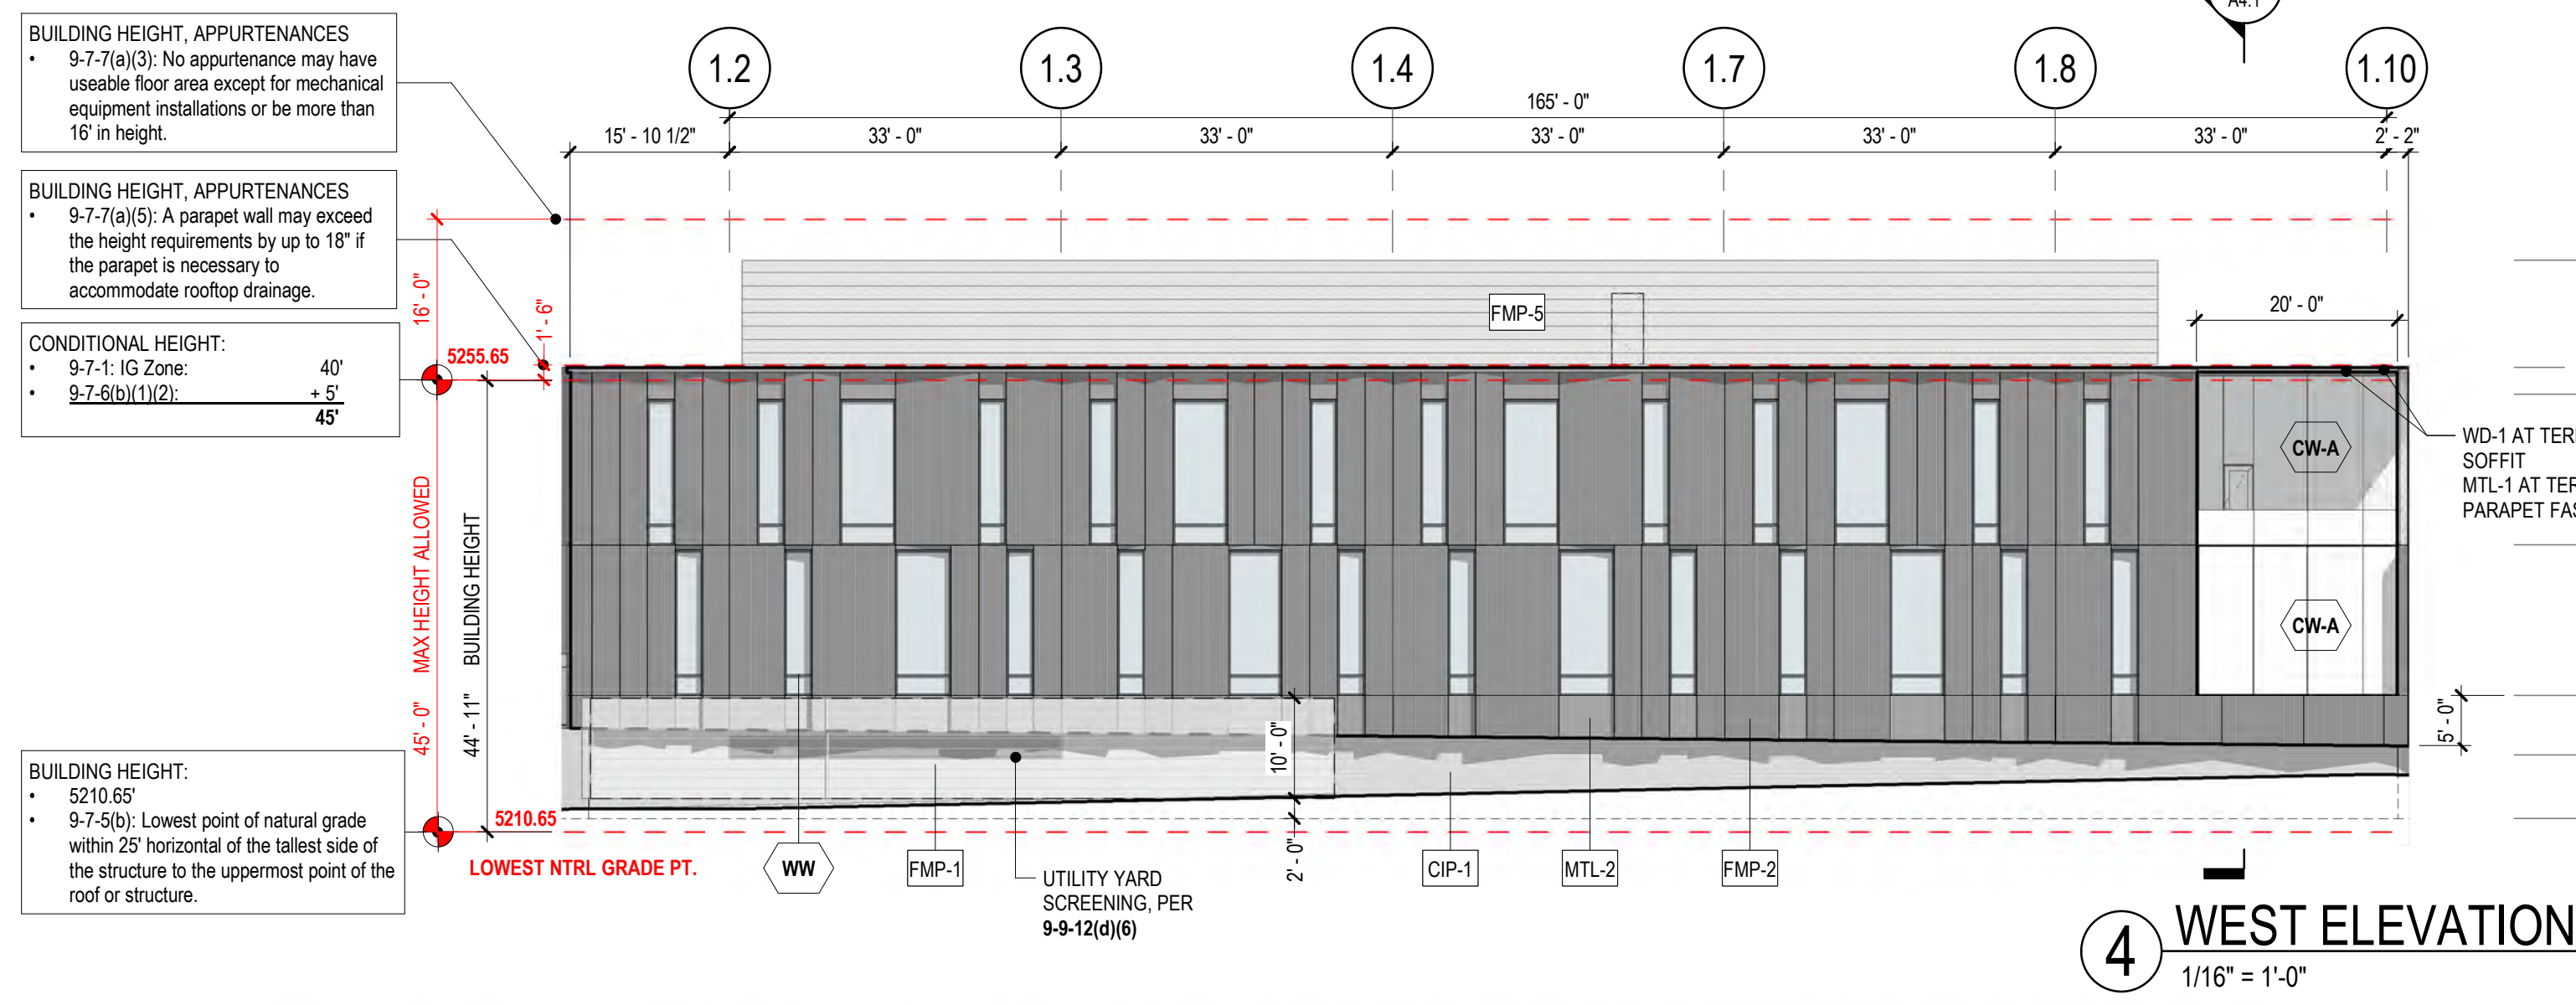 BUILDING HEIGHT, APPURTENANCES
• 9-7-7(a)(3): No appurtenance may have
useable floor area except for mechanical
equipment installations or be more than
16' in height.
BUILDING HEIGHT, APPURTENANCES
• 9-7-7(a)(5): A parapet wall may exceed
the height requirements by up to 18" if
the parapet is necessary to
accommodate rooftop drainage.
CONDITIONAL HEIGHT:
• 9-7-1: IG Zone: 40'
• 9-7-6(b)(1)(2): + 5'
45'
BUILDING HEIGHT:
• 5210.65'
• 9-7-5(b): Lowest point of natural grade
within 25' horizontal of the tallest side of
the structure to the uppermost point of the
roof or structure.
A4.1
1.2 1.3 1.4 1.7 1.8 1.10
165' - 0"
15' - 10 1/2" 33' - 0" 33' - 0" 33' - 0" 33' - 0" 33' - 0" 2' - 2"
16' - 0"
1' - 6"
5255.65
45' - 0" MAX HEIGHT ALLOWED
44' - 11" BUILDING HEIGHT
5210.65
LOWEST NTRL GRADE PT.
FMP-5
20' - 0"
CW-A
CW-A
WD-1 AT TER
SOFFIT
MTL-1 AT TER
PARAPET FAS
5' - 0"
10' - 0"
2' - 0"
WW
FMP-1
UTILITY YARD
SCREENING, PER
9-9-12(d)(6)
CIP-1
MTL-2
FMP-2
4
WEST ELEVATION
1/16" = 1'-0"